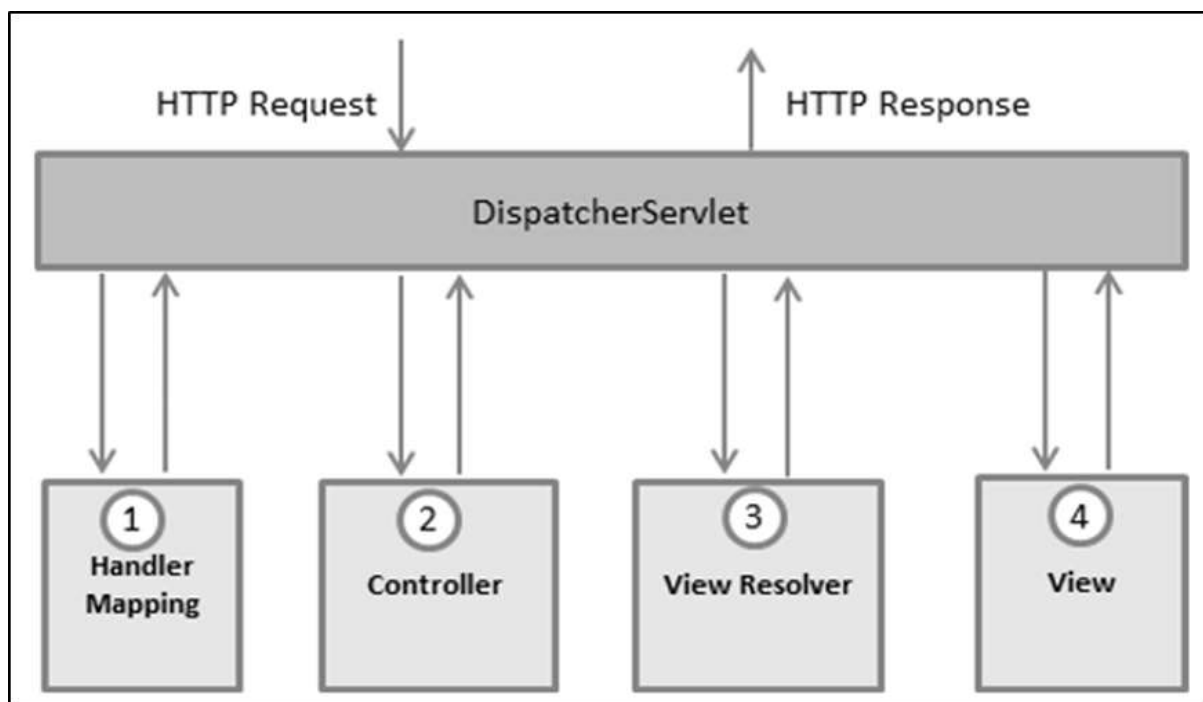 HTTP Request
HTTP Response
DispatcherServlet
1
Handler
Mapping
2
Controller
3
View Resolver
4
View